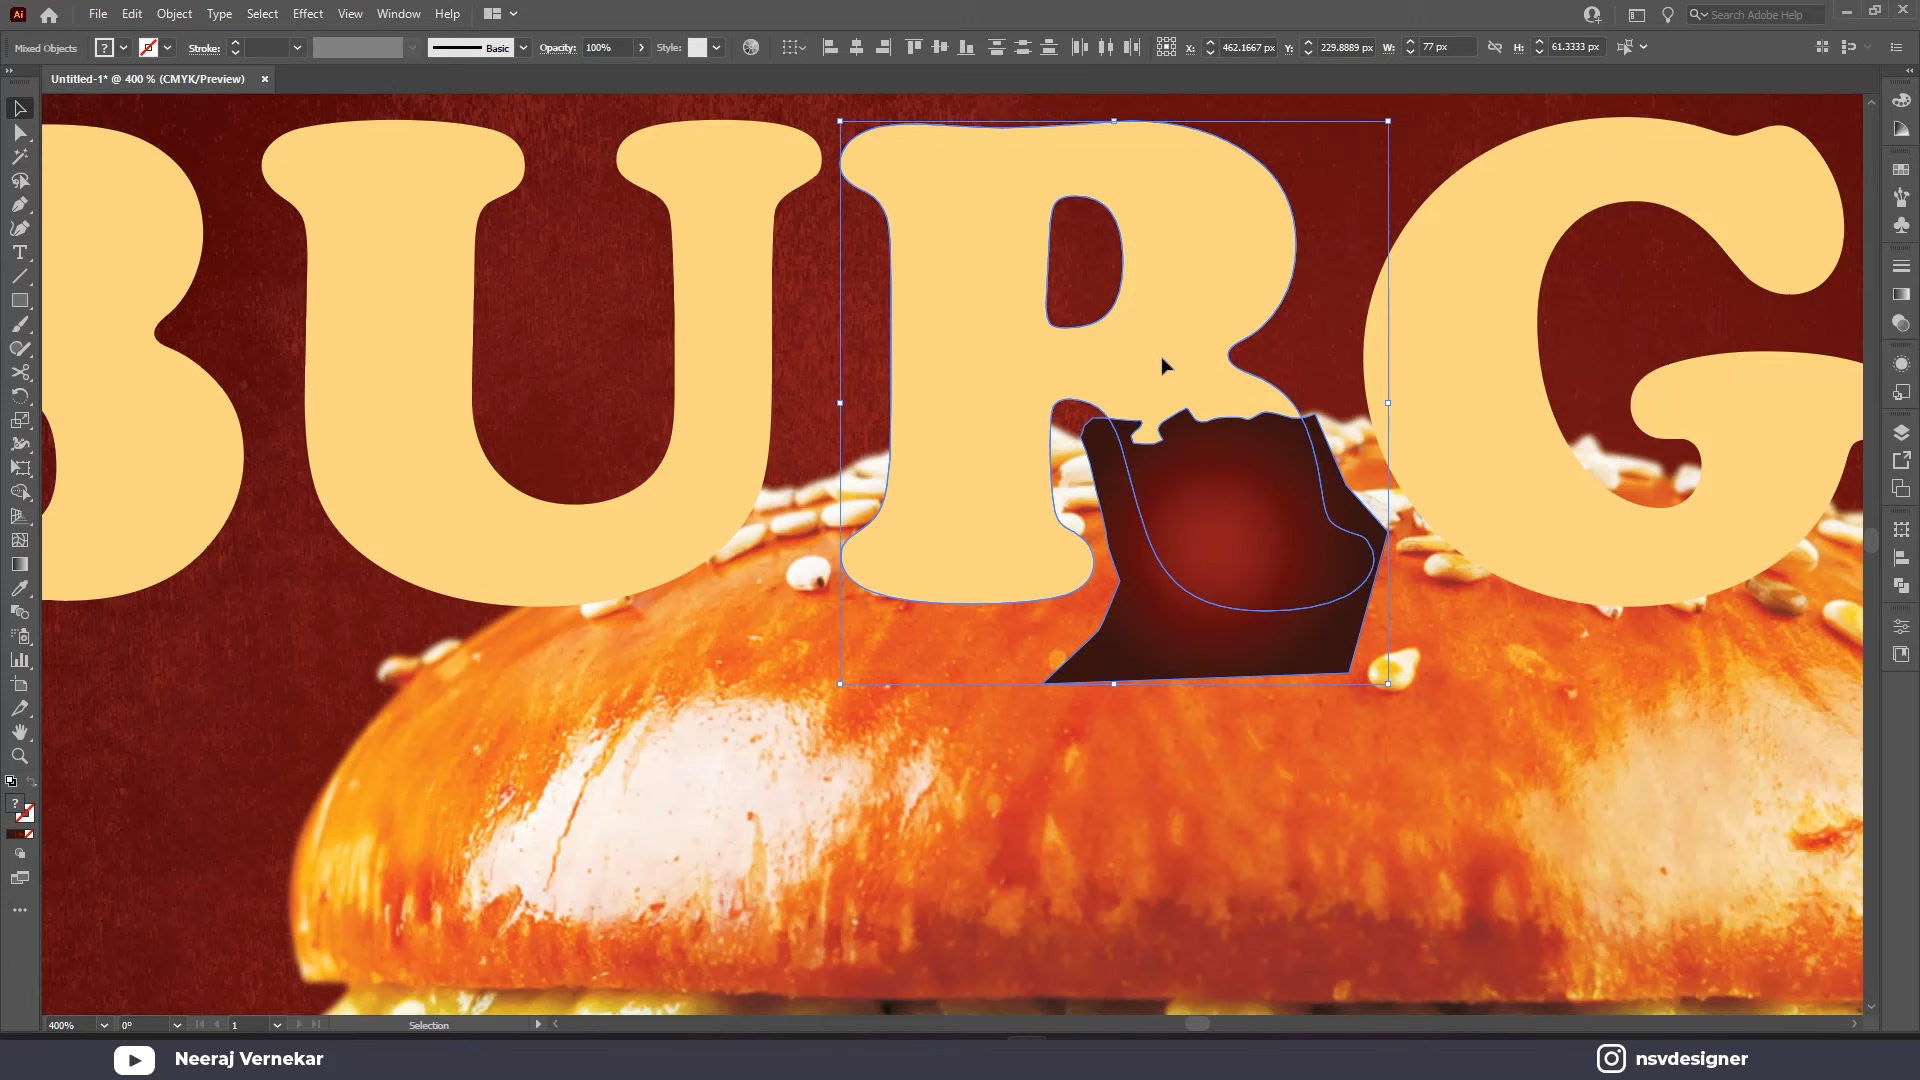 Ai File Edit Object Type Select Effect View Window Help Search Adobe Help
Mixed Objects ? Stroke: Basic Opacity: 100% Style: X: 462.1667 px Y: 229.8889 px W: 77 px H: 61.3333 px
Untitled-1* @ 400 % (CMYK/Preview) ×
BURG
T
?
400% 0° 1 Selection
Neeraj Vernekar nsvdesigner